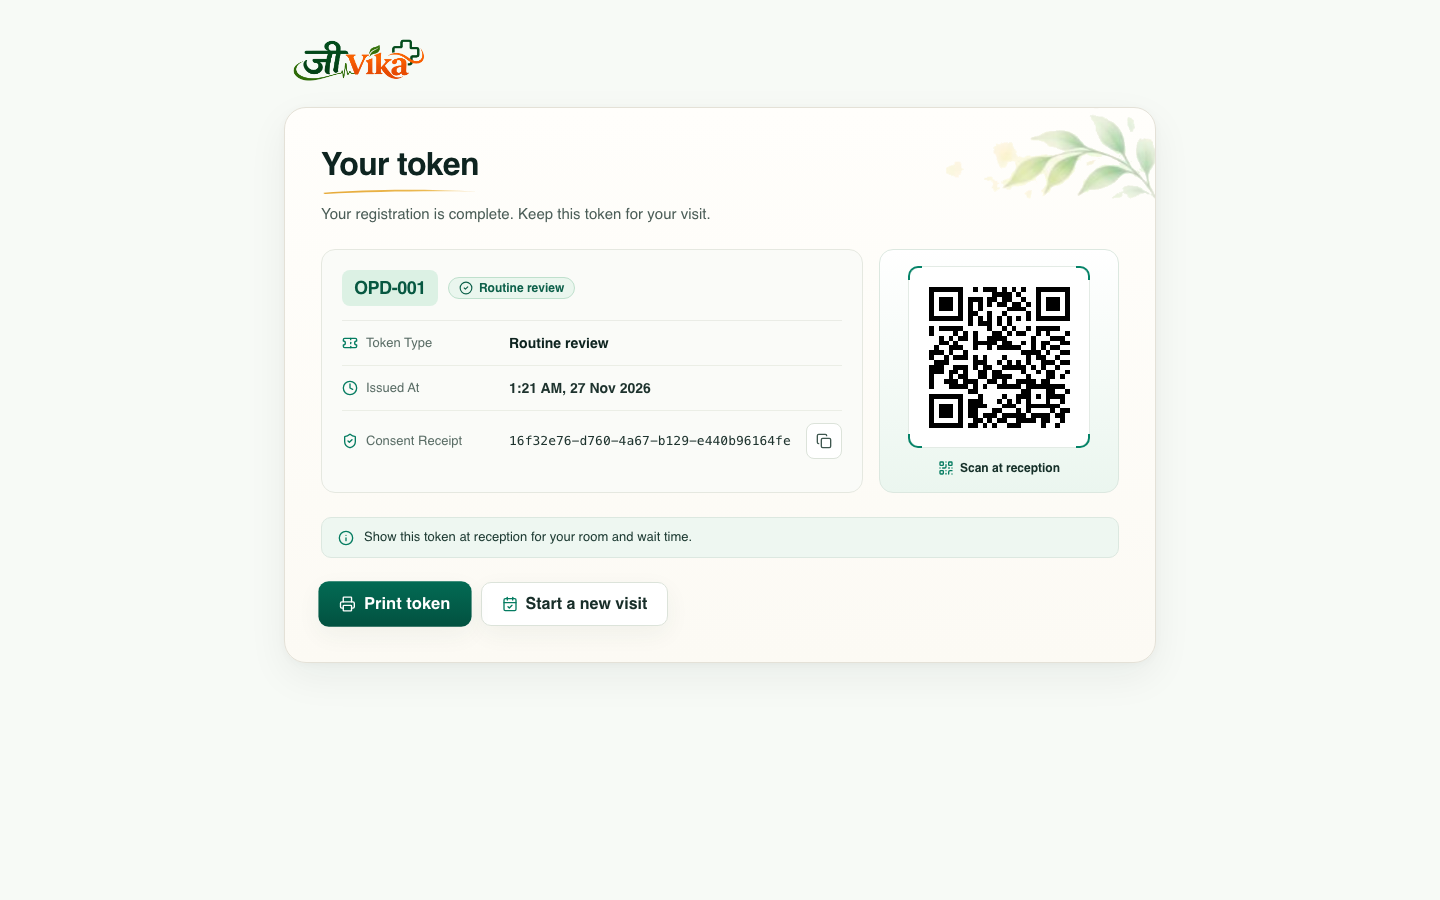 जीvika
Your token
Your registration is complete. Keep this token for your visit.
OPD-001
Routine review
Token Type
Routine review
Issued At
1:21 AM, 27 Nov 2026
Consent Receipt
16f32e76-d760-4a67-b129-e440b96164fe
Scan at reception
Show this token at reception for your room and wait time.
Print token
Start a new visit